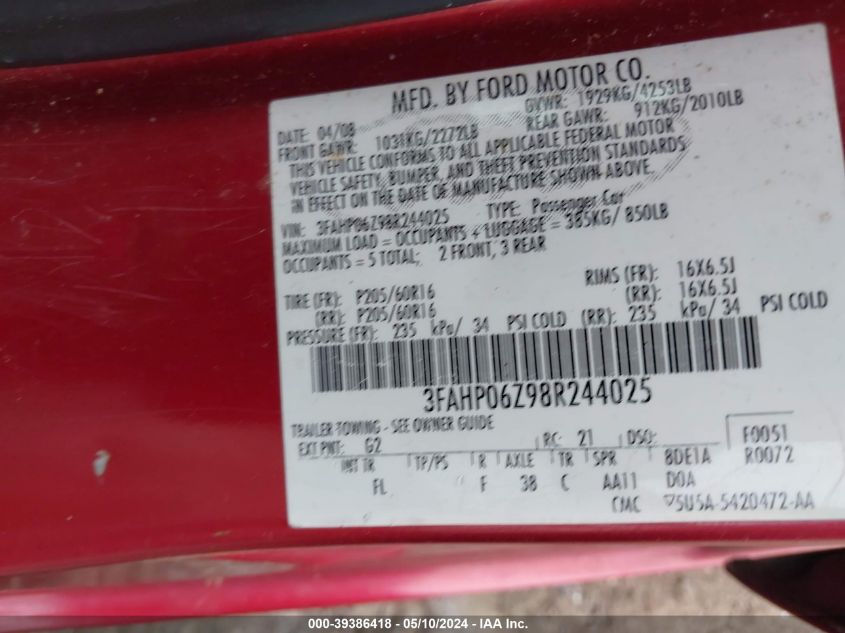 MFD. BY FORD MOTOR CO.
DATE: 04/08 GVWR: 1929KG/4253LB
FRONT GAWR: 1031KG/2272LB REAR GAWR: 912KG/2010LB
THIS VEHICLE CONFORMS TO ALL APPLICABLE FEDERAL MOTOR
VEHICLE SAFETY, BUMPER, AND THEFT PREVENTION STANDARDS
IN EFFECT ON THE DATE OF MANUFACTURE SHOWN ABOVE.
VIN: 3FAHP06Z98R244025 TYPE: Passenger Car
MAXIMUM LOAD = OCCUPANTS + LUGGAGE = 385KG/ 850LB
OCCUPANTS = 5 TOTAL; 2 FRONT, 3 REAR
TIRE (FR): P205/60R16 RIMS (FR): 16X6.5J
(RR): P205/60R16 (RR): 16X6.5J
PRESSURE (FR): 235 kPa/ 34 PSI COLD (RR): 235 kPa/ 34 PSI COLD
3FAHP06Z98R244025
TRAILER TOWING - SEE OWNER GUIDE
EXT PNT: G2 RC: 21 DSO: F0051
INT TR TP/PS R AXLE TR SPR 8DE1A R0072
FL F 38 C AA11 DOA
CMC 5U5A-5420472-AA
000-39386418 - 05/10/2024 - IAA Inc.